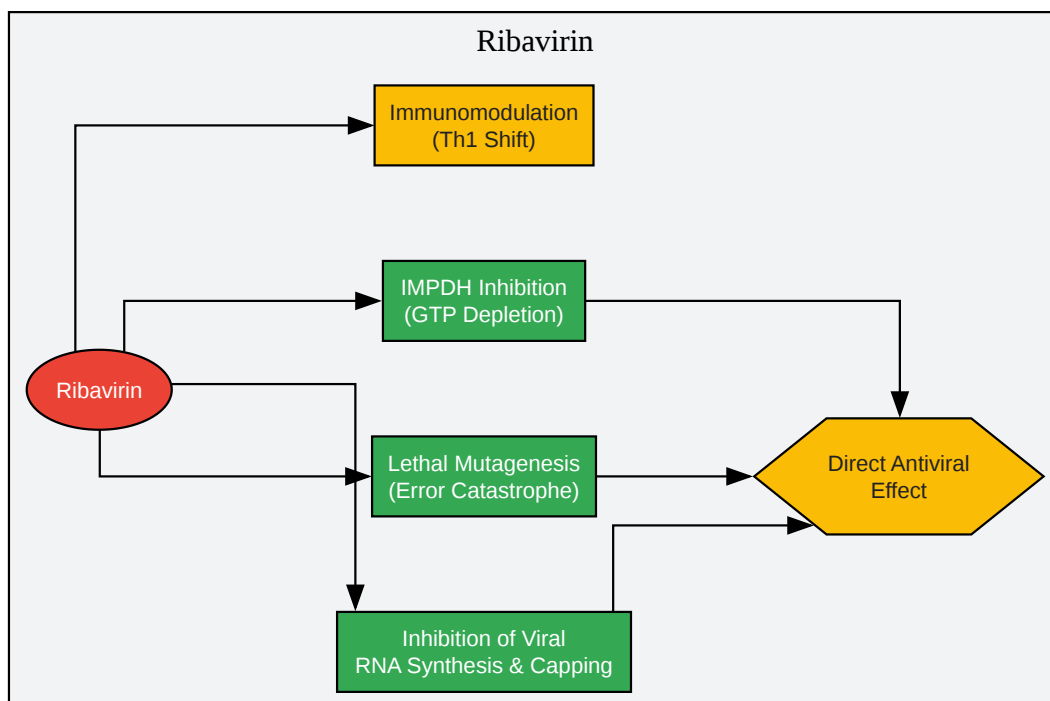 Ribavirin
Immunomodulation
(Th1 Shift)
IMPDH Inhibition
(GTP Depletion)
Ribavirin
Lethal Mutagenesis
(Error Catastrophe)
Direct Antiviral
Effect
Inhibition of Viral
RNA Synthesis & Capping